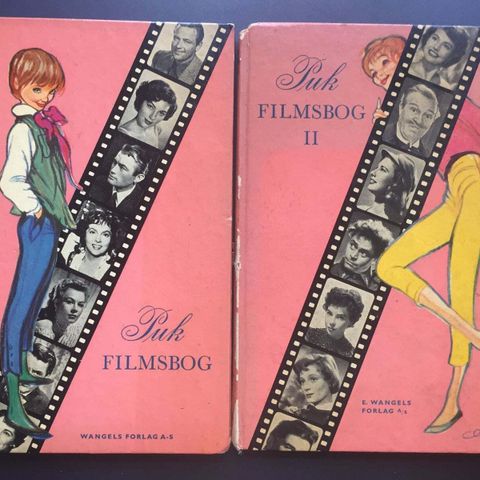 Puk
FILMSBOG
WANGELS FORLAG A-S
Puk
FILMSBOG
II
E. WANGELS
FORLAG A/S